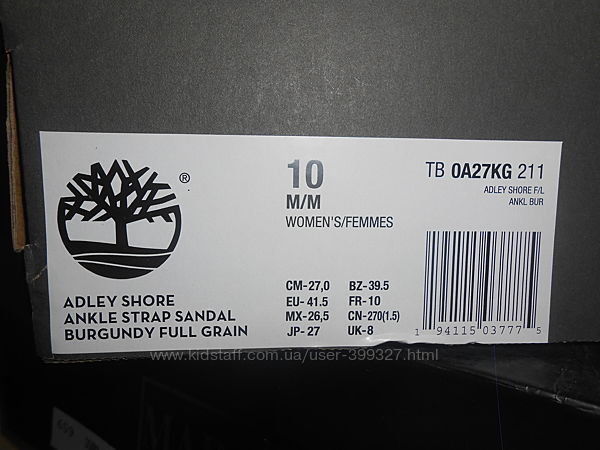 ®
ADLEY SHORE
ANKLE STRAP SANDAL
BURGUNDY FULL GRAIN
10
M/M
WOMEN'S/FEMMES
CM-27,0 BZ-39.5
EU-41.5 FR-10
MX-26,5 CN-270(1.5)
JP-27 UK-8
TB 0A27KG 211
ADLEY SHORE F/L
ANKL BUR
1 94115 03777 5
www.kidstaff.com.ua/user-399327.html